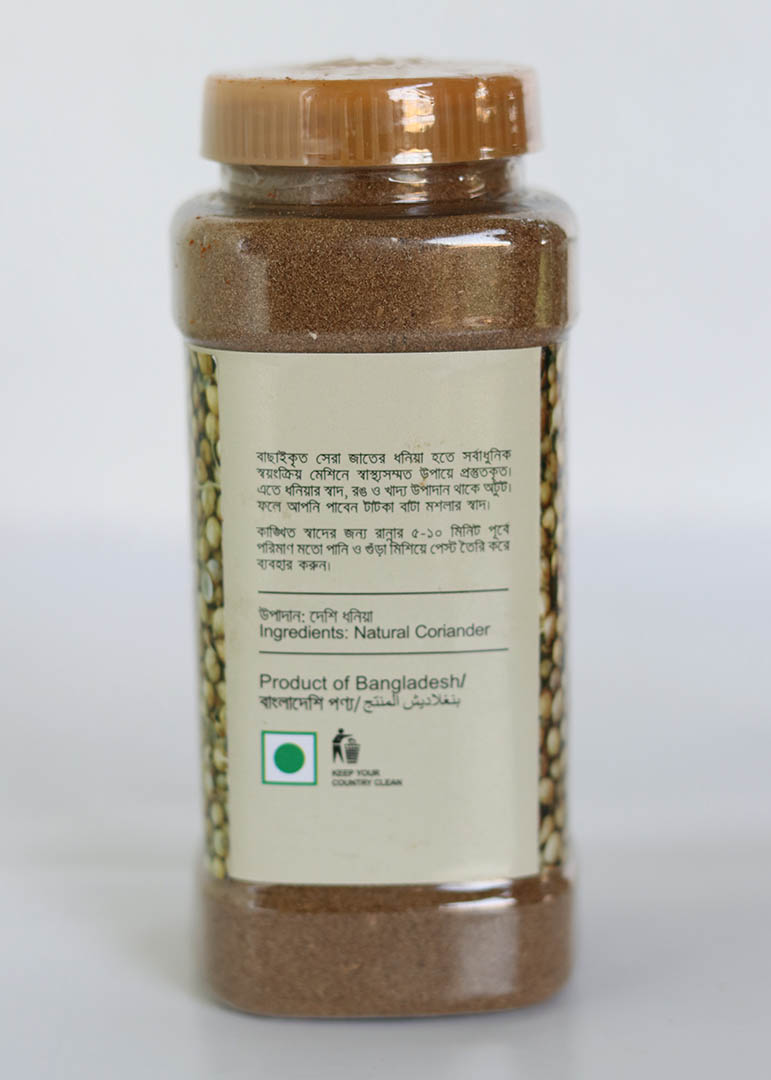 বাছাইকৃত সেরা জাতের ধনিয়া হতে সর্বাধুনিক
স্বয়ংক্রিয় মেশিনে স্বাস্থ্যসম্মত উপায়ে প্রস্তুতকৃত।
এতে ধনিয়ার স্বাদ, রঙ ও খাদ্য উপাদান থাকে অটুট।
ফলে আপনি পাবেন টাটকা বাটা মশলার স্বাদ।
কাঙ্খিত স্বাদের জন্য রান্নার ৫-১০ মিনিট পূর্বে
পরিমাণ মতো পানি ও গুঁড়া মিশিয়ে পেস্ট তৈরি করে
ব্যবহার করুন।
উপাদান: দেশি ধনিয়া
Ingredients: Natural Coriander
Product of Bangladesh/
বাংলাদেশি পণ্য/بنغلاديش المنتج
KEEP YOUR
COUNTRY CLEAN